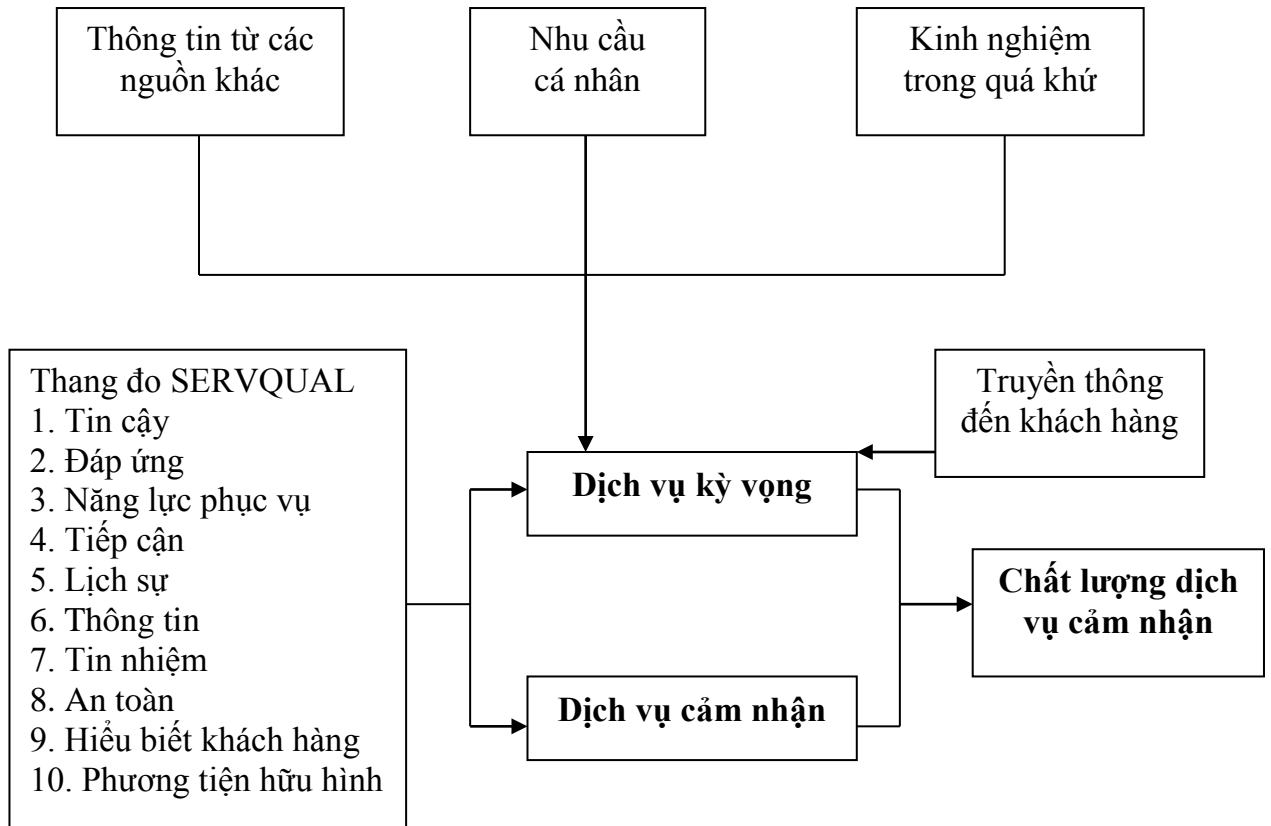 Thông tin từ các
nguồn khác
Nhu cầu
cá nhân
Kinh nghiệm
trong quá khứ
Thang đo SERVQUAL
1. Tin cậy
2. Đáp ứng
3. Năng lực phục vụ
4. Tiếp cận
5. Lịch sự
6. Thông tin
7. Tin nhiệm
8. An toàn
9. Hiểu biết khách hàng
10. Phương tiện hữu hình
Truyền thông
đến khách hàng
Dịch vụ kỳ vọng
Dịch vụ cảm nhận
Chất lượng dịch
vụ cảm nhận